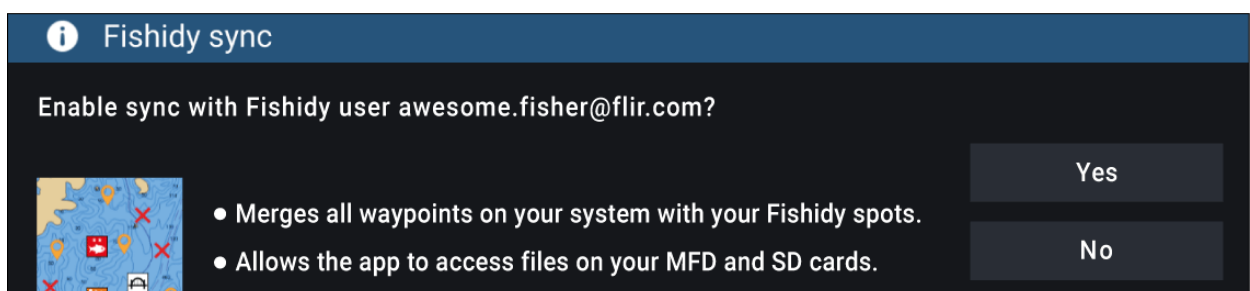 Fishidy sync
Enable sync with Fishidy user awesome.fisher@flir.com?
Yes
• Merges all waypoints on your system with your Fishidy spots.
No
• Allows the app to access files on your MFD and SD cards.